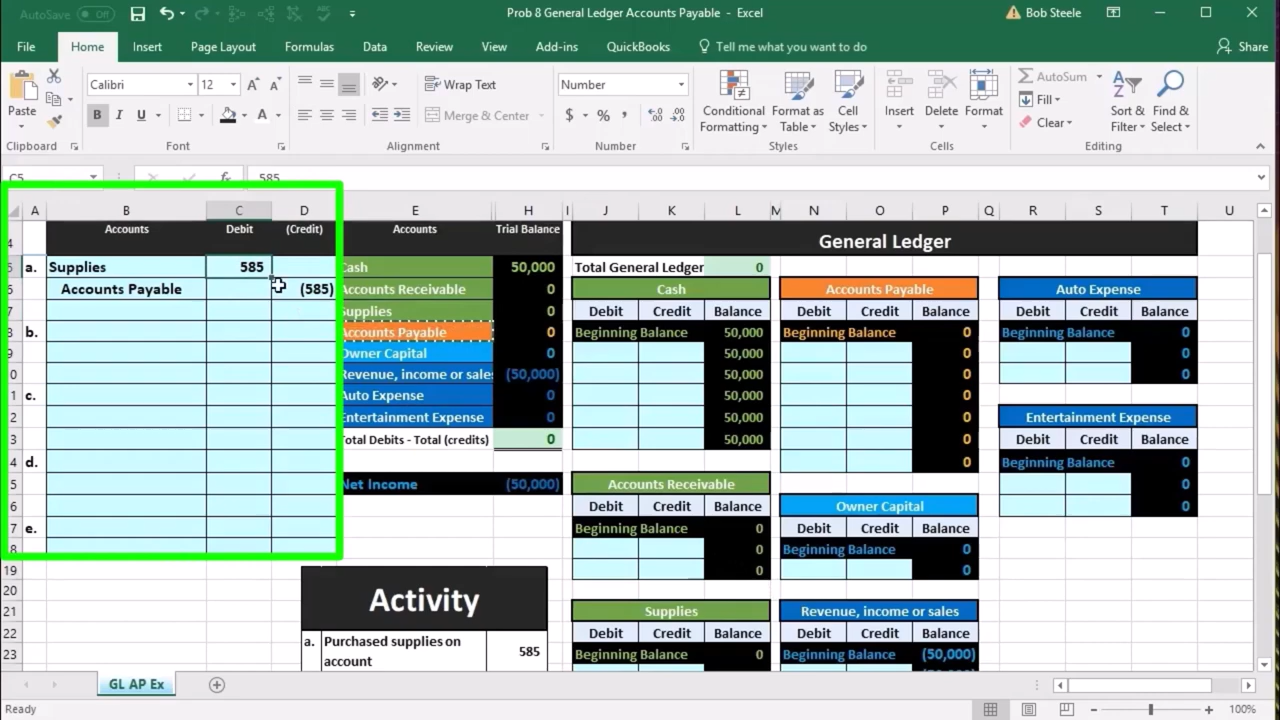 AutoSave Off Prob 8 General Ledger Accounts Payable - Excel Bob Steele
File Home Insert Page Layout Formulas Data Review View Add-ins QuickBooks Tell me what you want to do Share
Paste Calibri 12 B I U A Wrap Text Merge & Center Number $ % Conditional Formatting Format as Table Cell Styles Insert Delete Format AutoSum Fill Clear Sort & Filter Find & Select
Clipboard Font Alignment Number Styles Cells Editing
C5 fx 585
A B C D E H I J K L M N O P Q R S T U
Accounts Debit (Credit) Accounts Trial Balance General Ledger
a. Supplies 585 Cash 50,000 Total General Ledger 0
Accounts Payable (585) Accounts Receivable 0 Cash Accounts Payable Auto Expense
Supplies 0 Debit Credit Balance Debit Credit Balance Debit Credit Balance
b. Accounts Payable 0 Beginning Balance 50,000 Beginning Balance 0 Beginning Balance 0
Owner Capital 0 50,000 0 0
Revenue, income or sales (50,000) 50,000 0 0
c. Auto Expense 0 50,000 0
Entertainment Expense 0 50,000 0 Entertainment Expense
Total Debits - Total (credits) 0 50,000 0 Debit Credit Balance
d. 0 Beginning Balance 0
Net Income (50,000) Accounts Receivable 0
Debit Credit Balance Owner Capital 0
e. Beginning Balance 0 Debit Credit Balance
0 Beginning Balance 0
19 0 0
20 Activity
21 Supplies Revenue, income or sales
22 a. Purchased supplies on account 585 Debit Credit Balance Debit Credit Balance
23 Beginning Balance 0 Beginning Balance (50,000)
GL AP Ex
Ready 100%